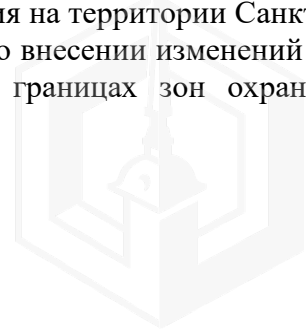 ия на территории Санкт
о внесении изменений
границах зон охран